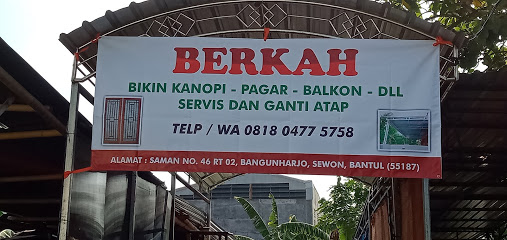 BERKAH
BIKIN KANOPI - PAGAR - BALKON - DLL
SERVIS DAN GANTI ATAP
TELP / WA 0818 0477 5758
ALAMAT : SAMAN NO. 46 RT 02, BANGUNHARJO, SEWON, BANTUL (55187)